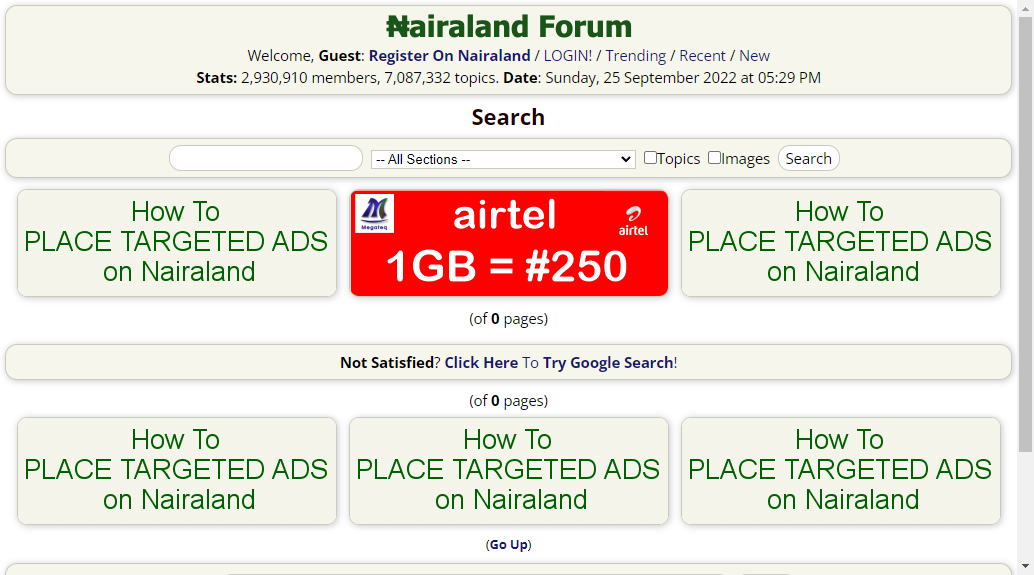 ₦airaland Forum
Welcome, Guest: Register On Nairaland / LOGIN! / Trending / Recent / New
Stats: 2,930,910 members, 7,087,332 topics. Date: Sunday, 25 September 2022 at 05:29 PM
Search
-- All Sections -- Topics Images Search
How To
PLACE TARGETED ADS
on Nairaland
Megateq
airtel
airtel
1GB = #250
How To
PLACE TARGETED ADS
on Nairaland
(of 0 pages)
Not Satisfied? Click Here To Try Google Search!
(of 0 pages)
How To
PLACE TARGETED ADS
on Nairaland
How To
PLACE TARGETED ADS
on Nairaland
How To
PLACE TARGETED ADS
on Nairaland
(Go Up)